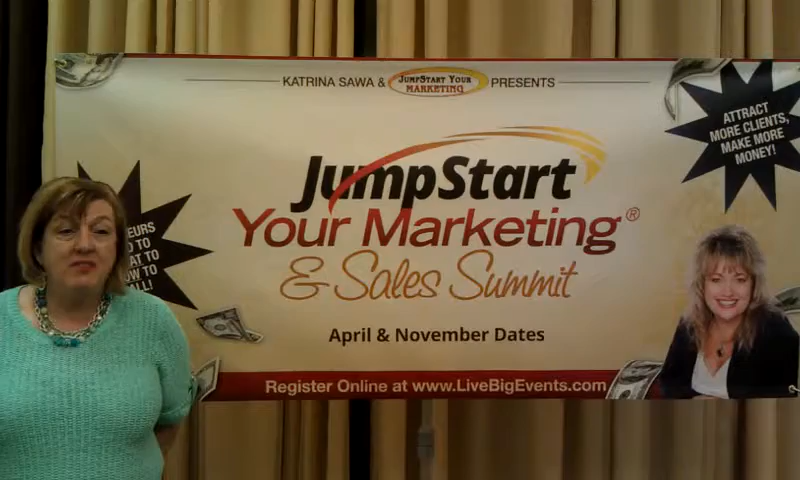 KATRINA SAWA & JUMPSTART YOUR MARKETING PRESENTS
ATTRACT
MORE CLIENTS,
MAKE MORE
MONEY!
JumpStart
Your Marketing®
& Sales Summit
April & November Dates
Register Online at www.LiveBigEvents.com